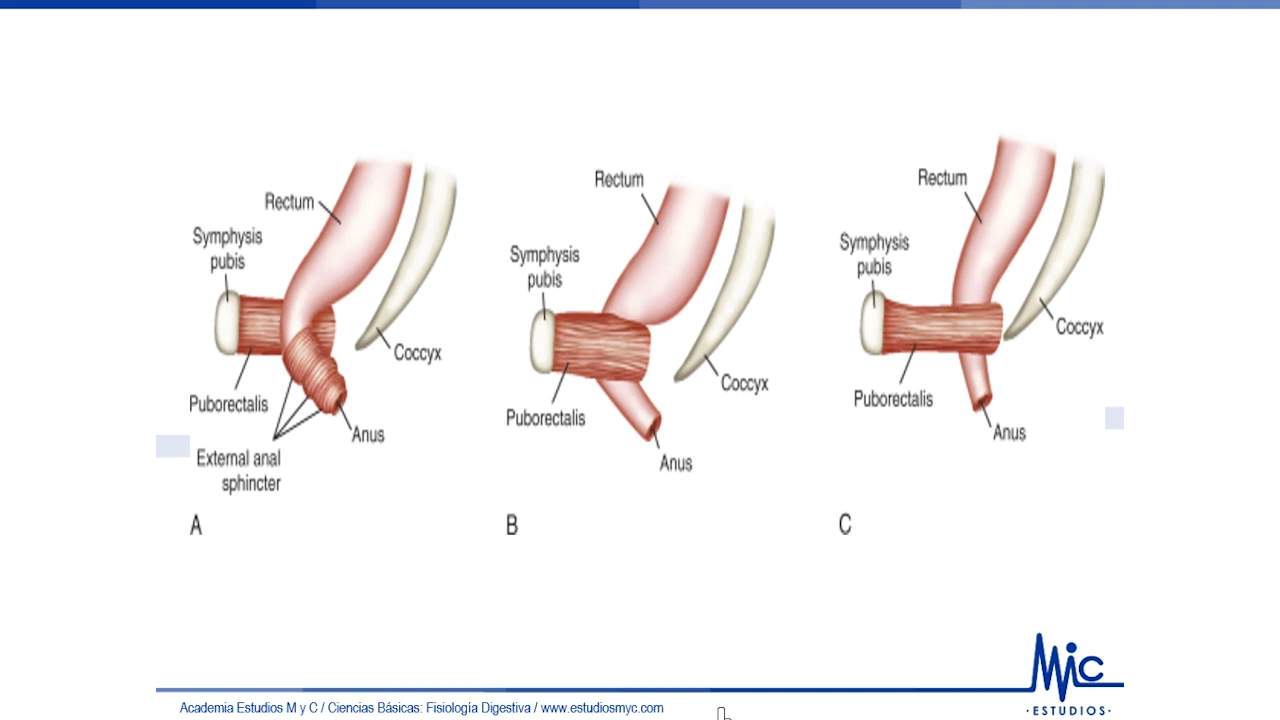 Rectum
Symphysis
pubis
Coccyx
Puborectalis
Anus
External anal
sphincter
A
Rectum
Symphysis
pubis
Coccyx
Puborectalis
Anus
B
Rectum
Symphysis
pubis
Coccyx
Puborectalis
Anus
C
Academia Estudios M y C / Ciencias Básicas: Fisiología Digestiva / www.estudiosmyc.com
Mic
·ESTUDIOS·